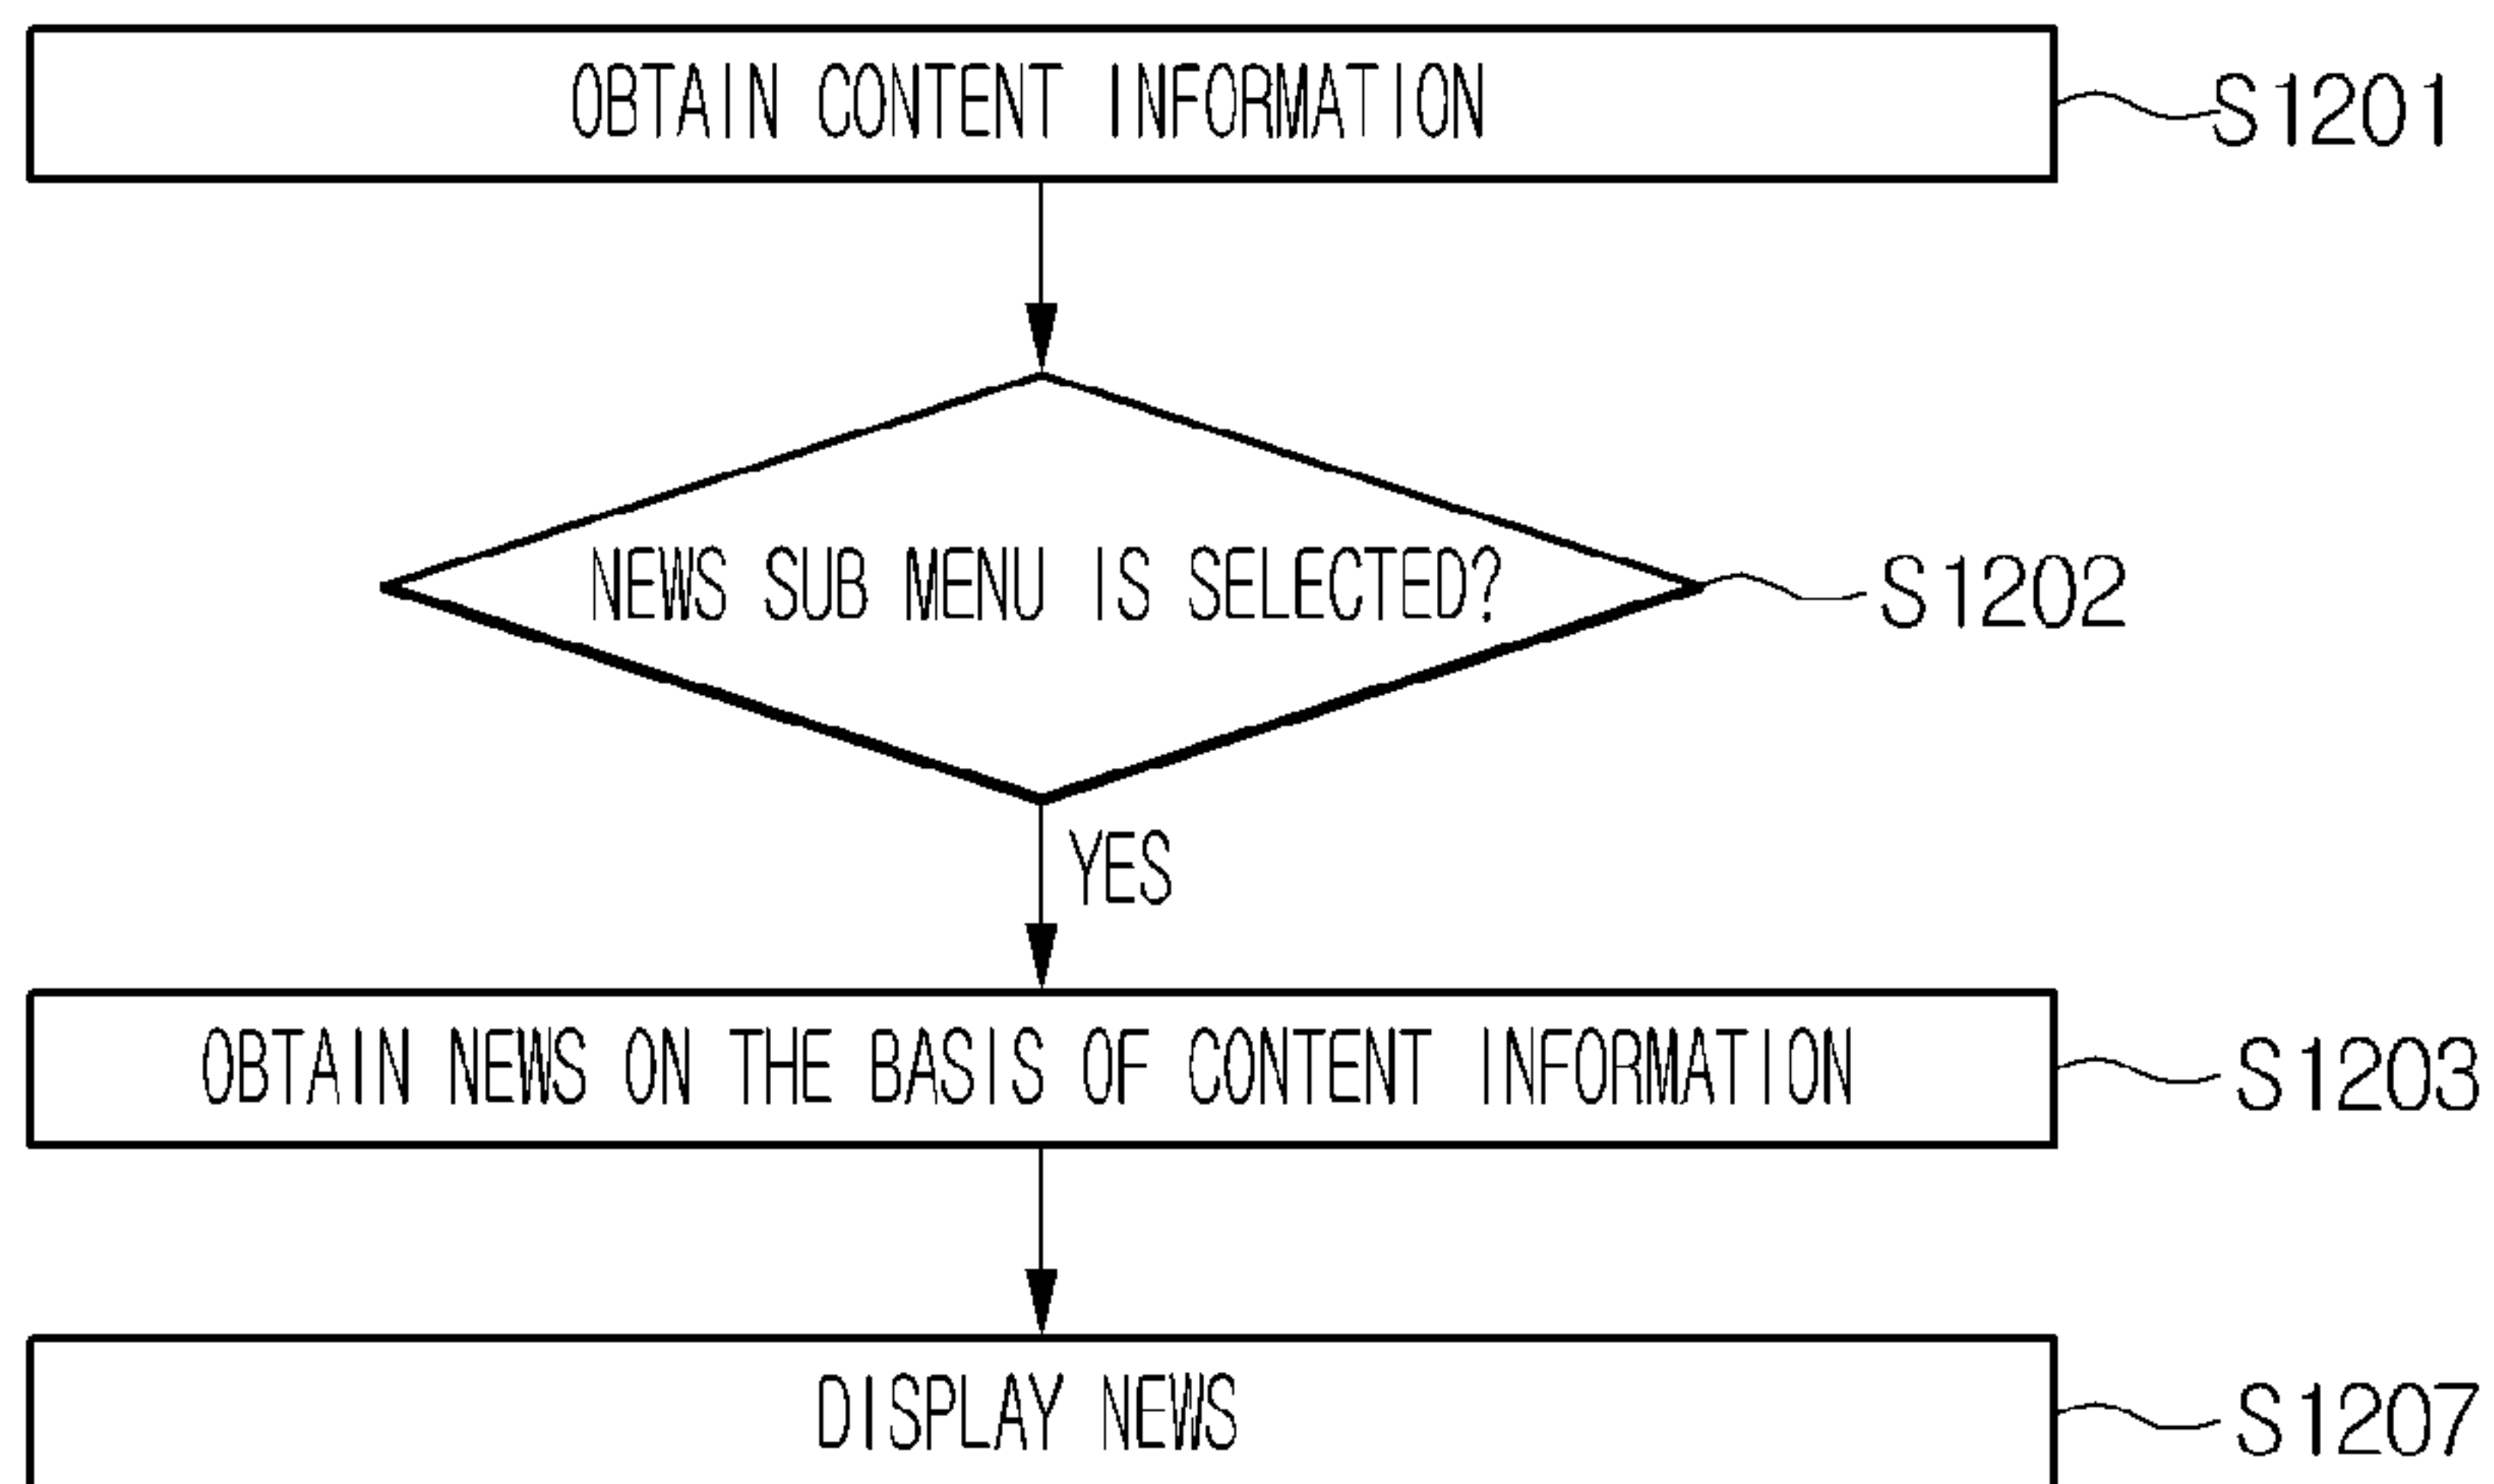 OBTAIN CONTENT INFORMATION S1201
NEWS SUB MENU IS SELECTED? S1202
YES
OBTAIN NEWS ON THE BASIS OF CONTENT INFORMATION S1203
DISPLAY NEWS S1207